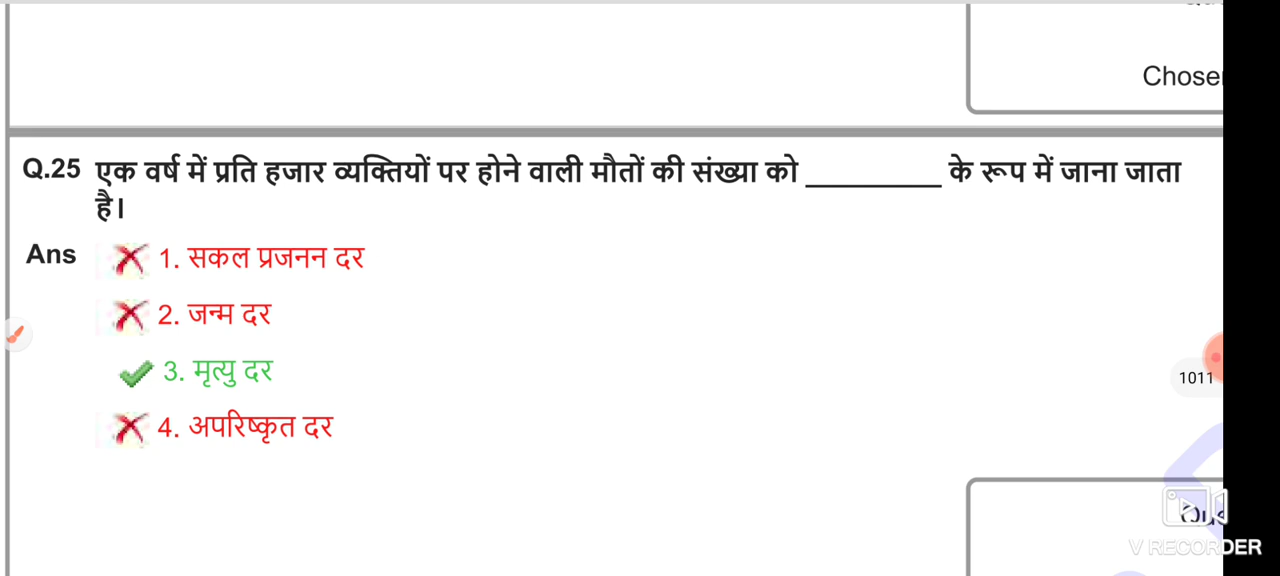 Chose
Q.25 एक वर्ष में प्रति हजार व्यक्तियों पर होने वाली मौतों की संख्या को _________ के रूप में जाना जाता
है।
Ans 1. सकल प्रजनन दर
2. जन्म दर
3. मृत्यु दर
4. अपरिष्कृत दर
1011
V RECORDER